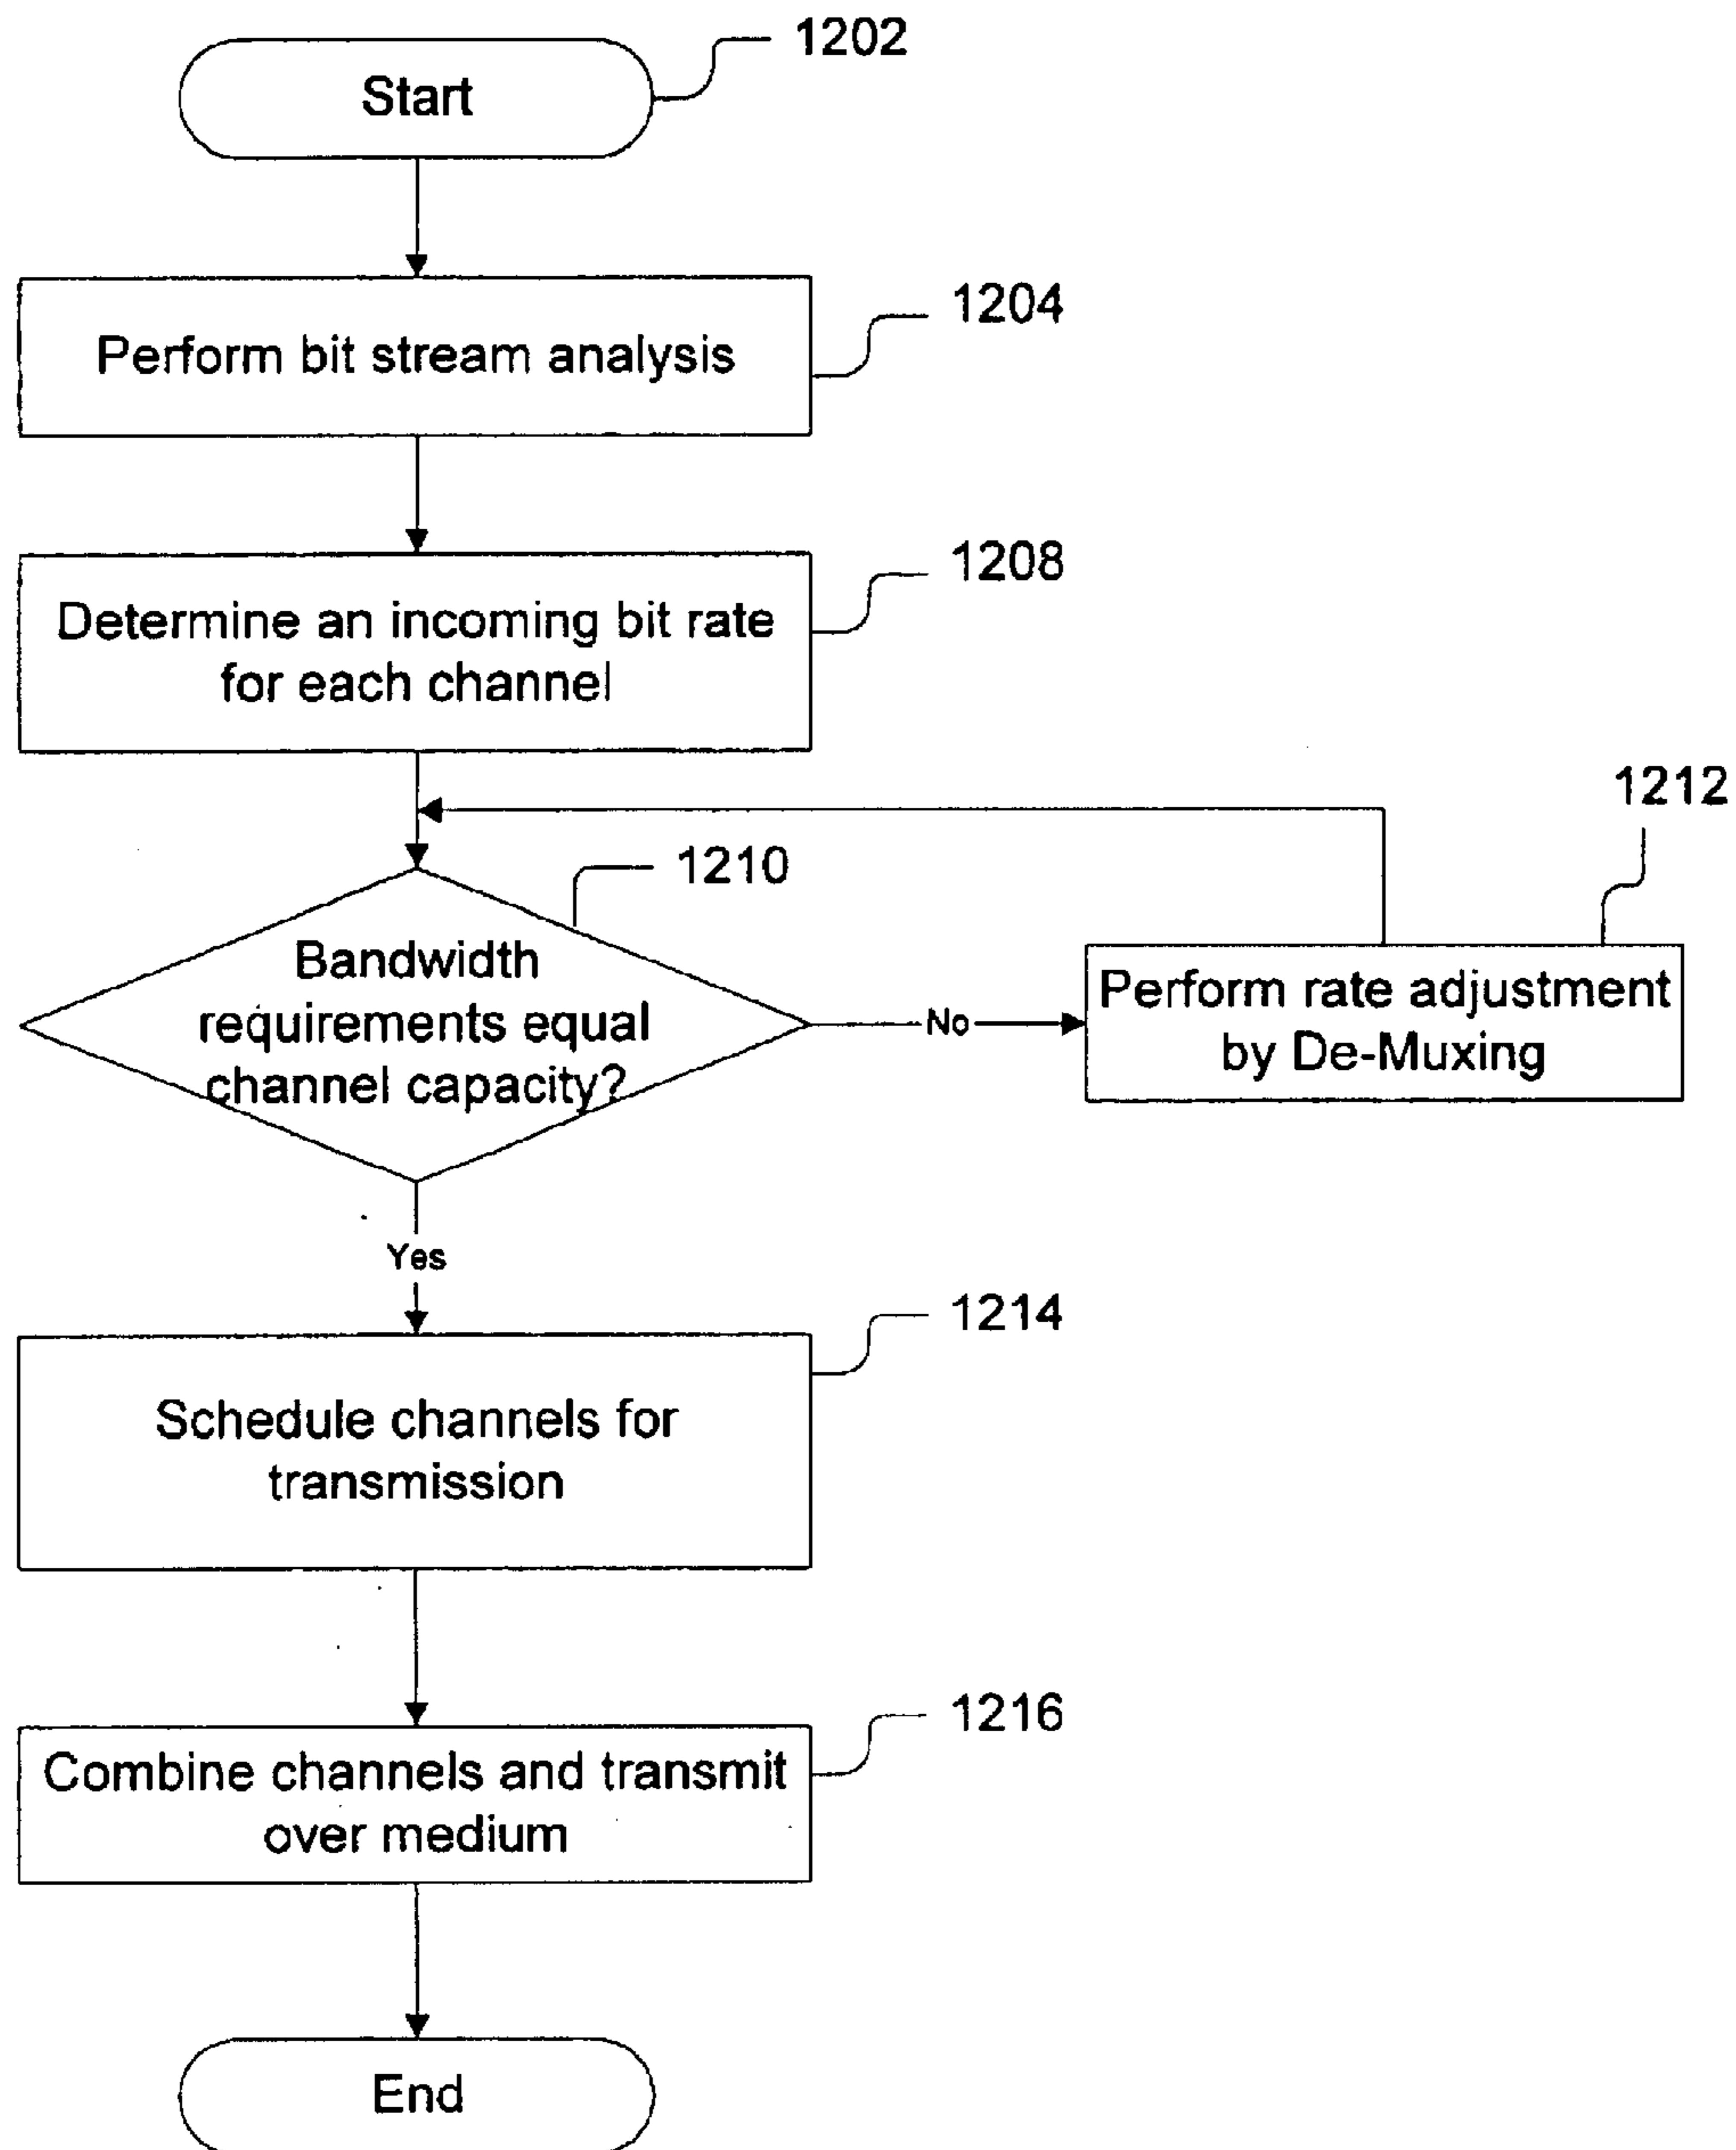 1202
Start
1204
Perform bit stream analysis
1208
Determine an incoming bit rate
for each channel
1212
1210
Bandwidth
requirements equal
channel capacity?
No
Perform rate adjustment
by De-Muxing
Yes
1214
Schedule channels for
transmission
1216
Combine channels and transmit
over medium
End